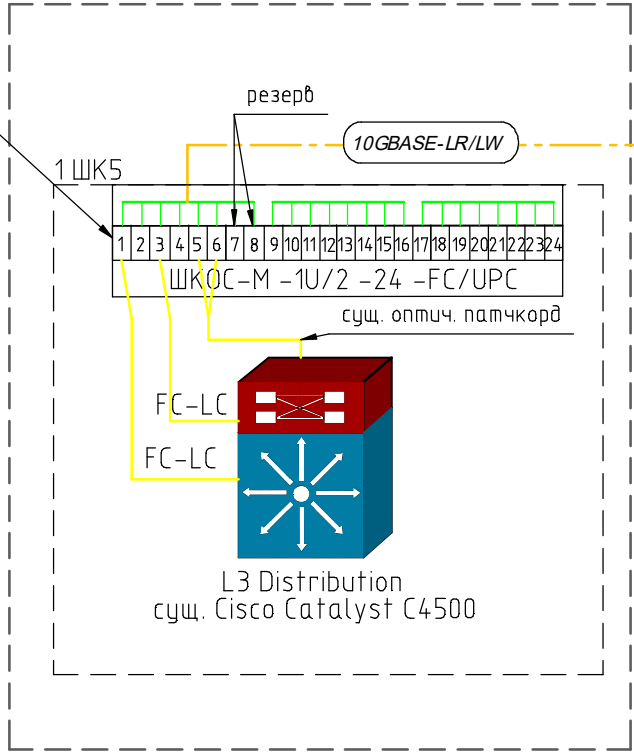 резерв
10GBASE-LR/LW
1 ШК5
1 2 3 4 5 6 7 8 9 10 11 12 13 14 15 16 17 18 19 20 21 22 23 24
ШКОС-М -1U/2 -24 -FC/UPC
сущ. оптич. патчкорд
FC-LC
FC-LC
L3 Distribution
сущ. Cisco Catalyst C4500